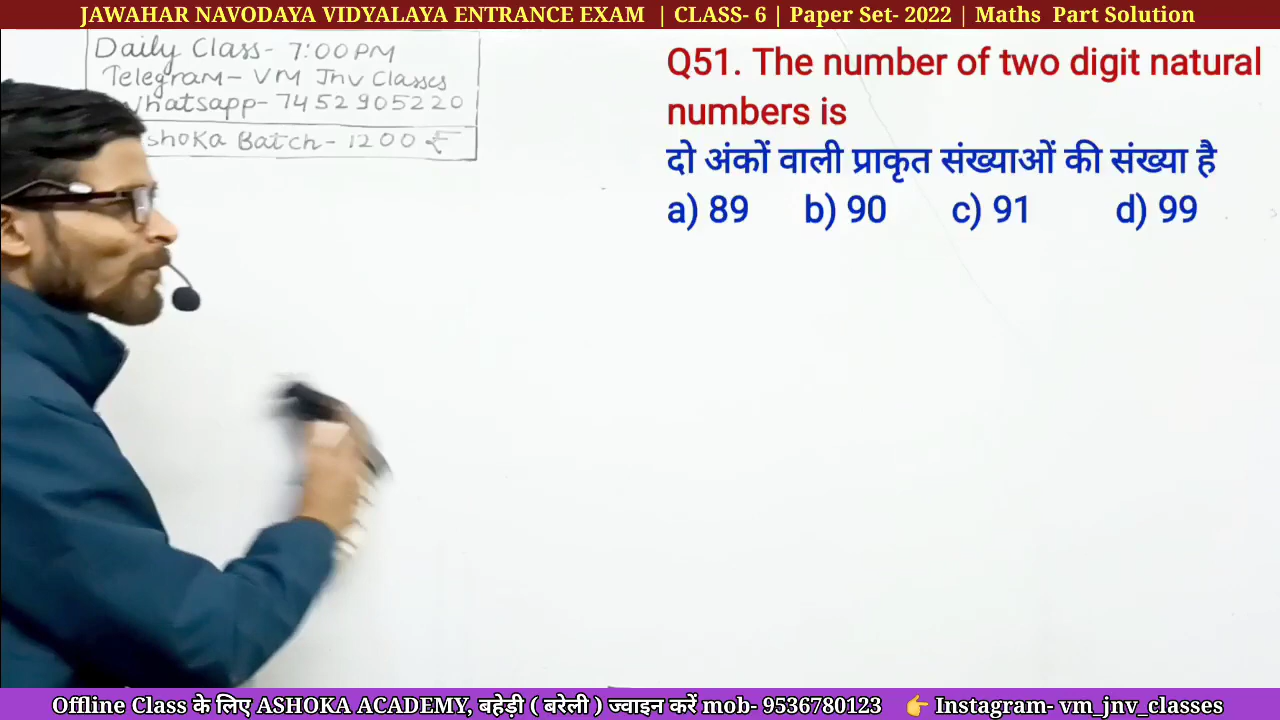 JAWAHAR NAVODAYA VIDYALAYA ENTRANCE EXAM | CLASS- 6 | Paper Set- 2022 | Maths Part Solution
Daily Class- 7:00PM
Telegram- VM Jnv Classes
Whatsapp- 7452905220
shoka Batch- 1200 ₹
Q51. The number of two digit natural
numbers is
दो अंकों वाली प्राकृत संख्याओं की संख्या है
a) 89 b) 90 c) 91 d) 99
Offline Class के लिए ASHOKA ACADEMY, बहेड़ी ( बरेली ) ज्वाइन करें mob- 9536780123 👉 Instagram- vm_jnv_classes